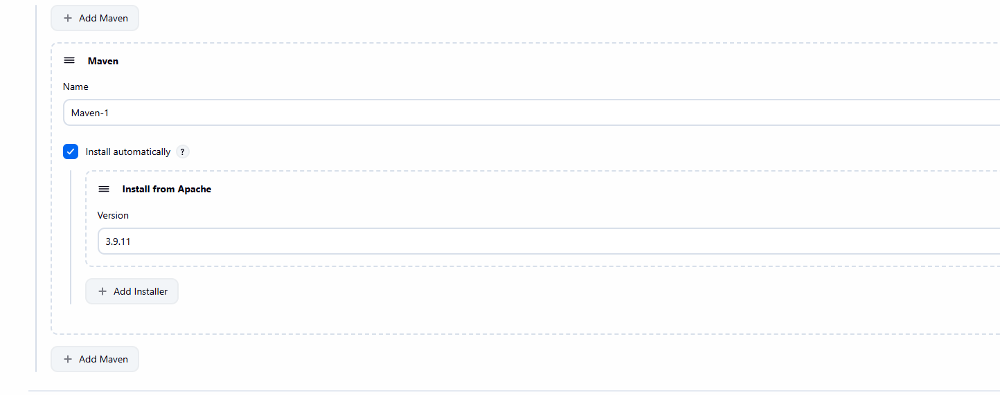 + Add Maven
Maven
Name
Maven-1
Install automatically ?
Install from Apache
Version
3.9.11
+ Add Installer
+ Add Maven